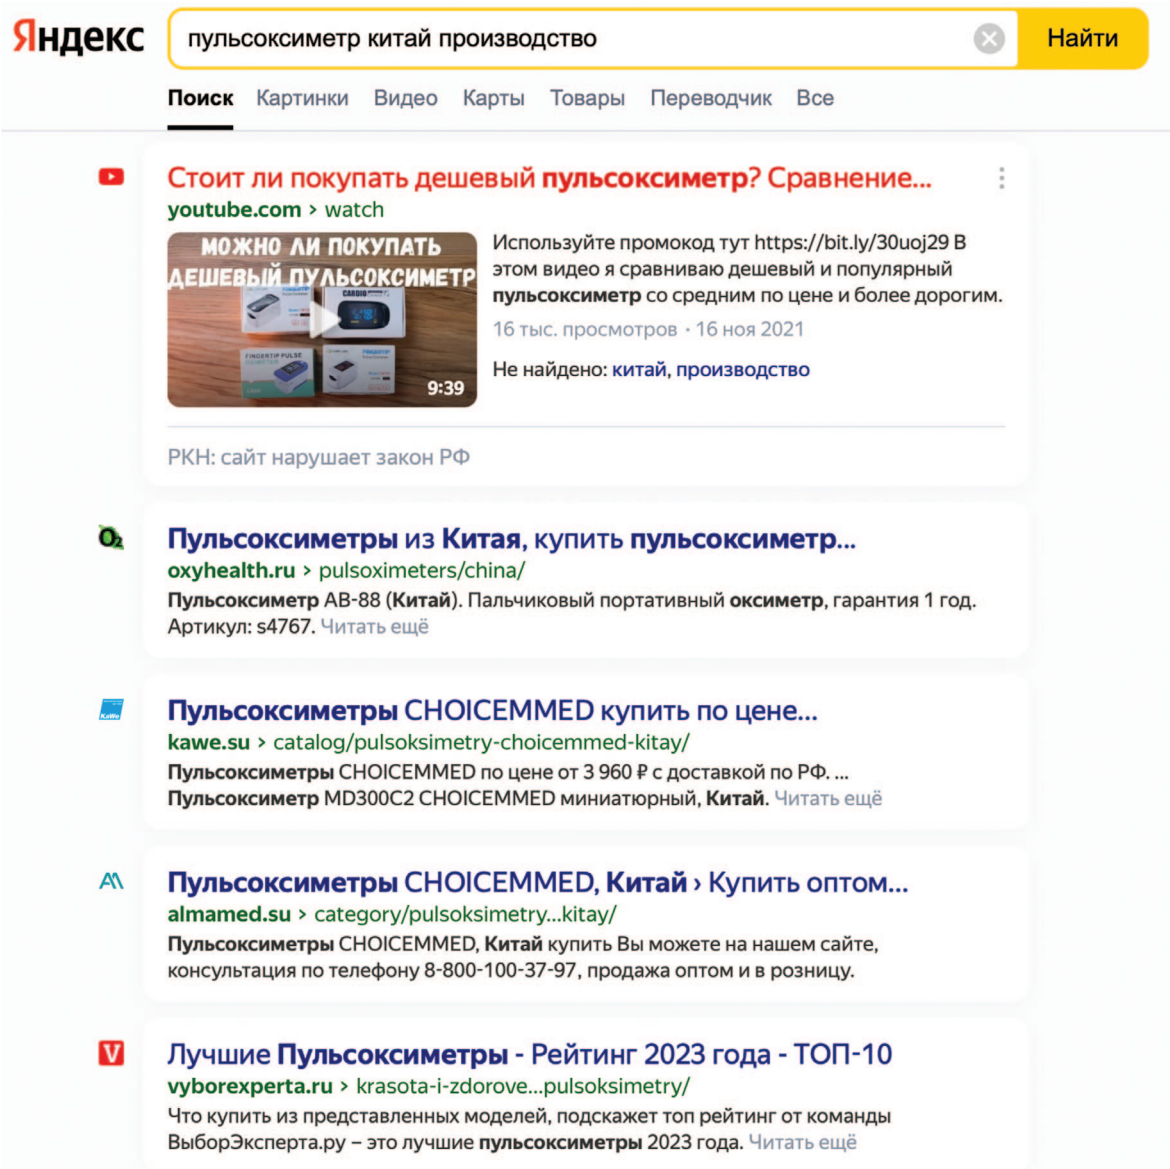 Яндекс
пульсоксиметр китай производство
Найти
Поиск Картинки Видео Карты Товары Переводчик Все
Стоит ли покупать дешевый пульсоксиметр? Сравнение...
youtube.com > watch
МОЖНО ЛИ ПОКУПАТЬ
ДЕШЕВЫЙ ПУЛЬСОКСИМЕТР
CARDIO
FINGERTIP PULSE
9:39
Используйте промокод тут https://bit.ly/30uoj29 В
этом видео я сравниваю дешевый и популярный
пульсоксиметр со средним по цене и более дорогим.
16 тыс. просмотров · 16 ноя 2021
Не найдено: китай, производство
РКН: сайт нарушает закон РФ
O2
Пульсоксиметры из Китая, купить пульсоксиметр...
oxyhealth.ru > pulsoximeters/china/
Пульсоксиметр AB-88 (Китай). Пальчиковый портативный оксиметр, гарантия 1 год.
Артикул: s4767. Читать ещё
KaWe
Пульсоксиметры CHOICEMMED купить по цене...
kawe.su > catalog/pulsoksimetry-choicemmed-kitay/
Пульсоксиметры CHOICEMMED по цене от 3 960 ₽ с доставкой по РФ. ...
Пульсоксиметр MD300C2 CHOICEMMED миниатюрный, Китай. Читать ещё
Пульсоксиметры CHOICEMMED, Китай › Купить оптом...
almamed.su > category/pulsoksimetry...kitay/
Пульсоксиметры CHOICEMMED, Китай купить Вы можете на нашем сайте,
консультация по телефону 8-800-100-37-97, продажа оптом и в розницу.
V
Лучшие Пульсоксиметры - Рейтинг 2023 года - ТОП-10
vyborexperta.ru > krasota-i-zdorove...pulsoksimetry/
Что купить из представленных моделей, подскажет топ рейтинг от команды
ВыборЭксперта.ру – это лучшие пульсоксиметры 2023 года. Читать ещё